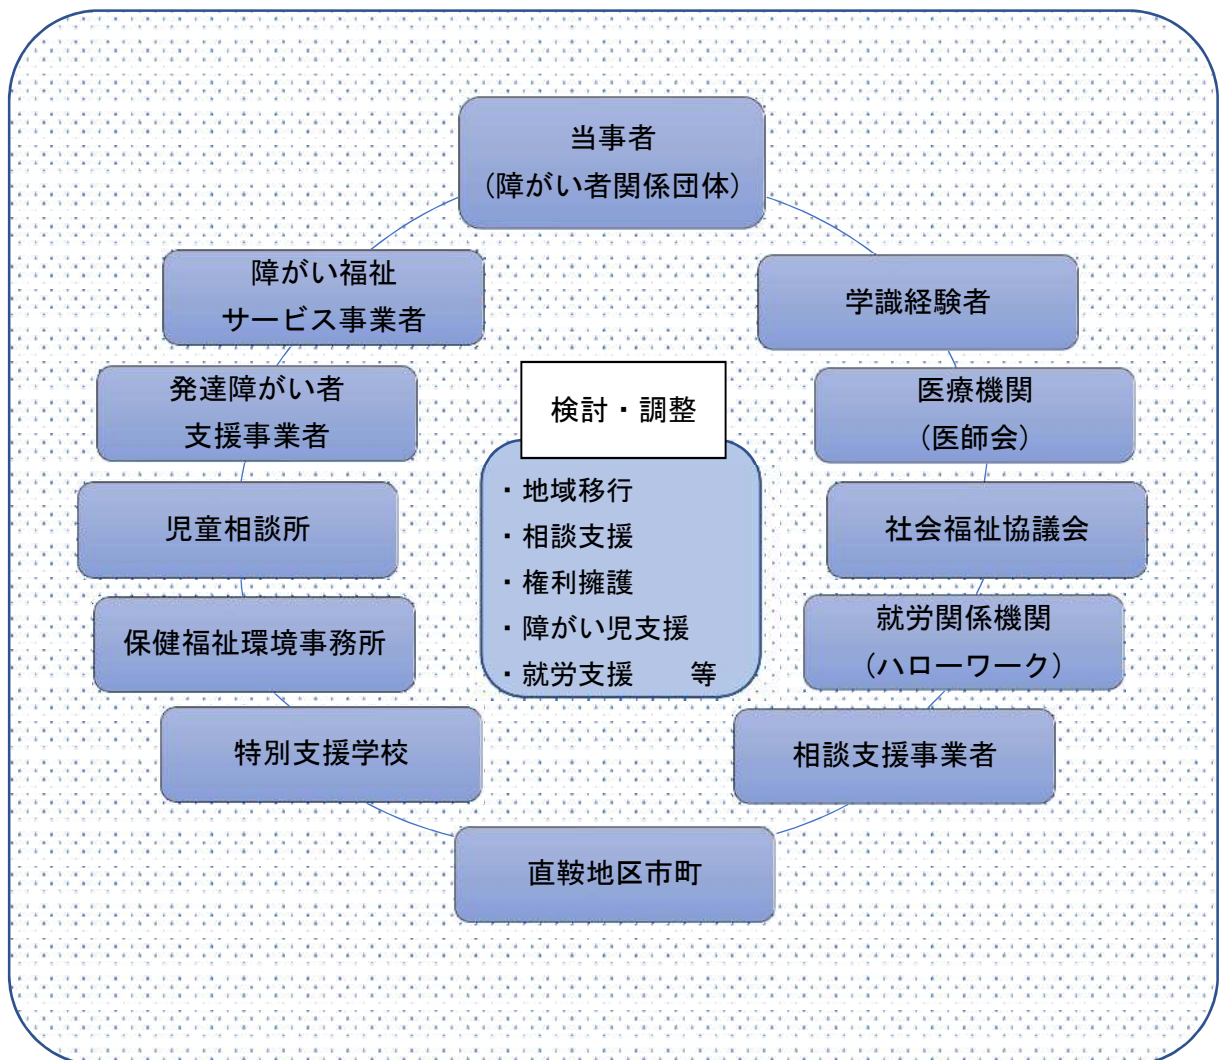 当事者
（障がい者関係団体）
障がい福祉
サービス事業者
学識経験者
発達障がい者
支援事業者
検討・調整
医療機関
（医師会）
・地域移行
・相談支援
・権利擁護
・障がい児支援
・就労支援　　等
児童相談所
社会福祉協議会
保健福祉環境事務所
就労関係機関
（ハローワーク）
特別支援学校
相談支援事業者
直鞍地区市町